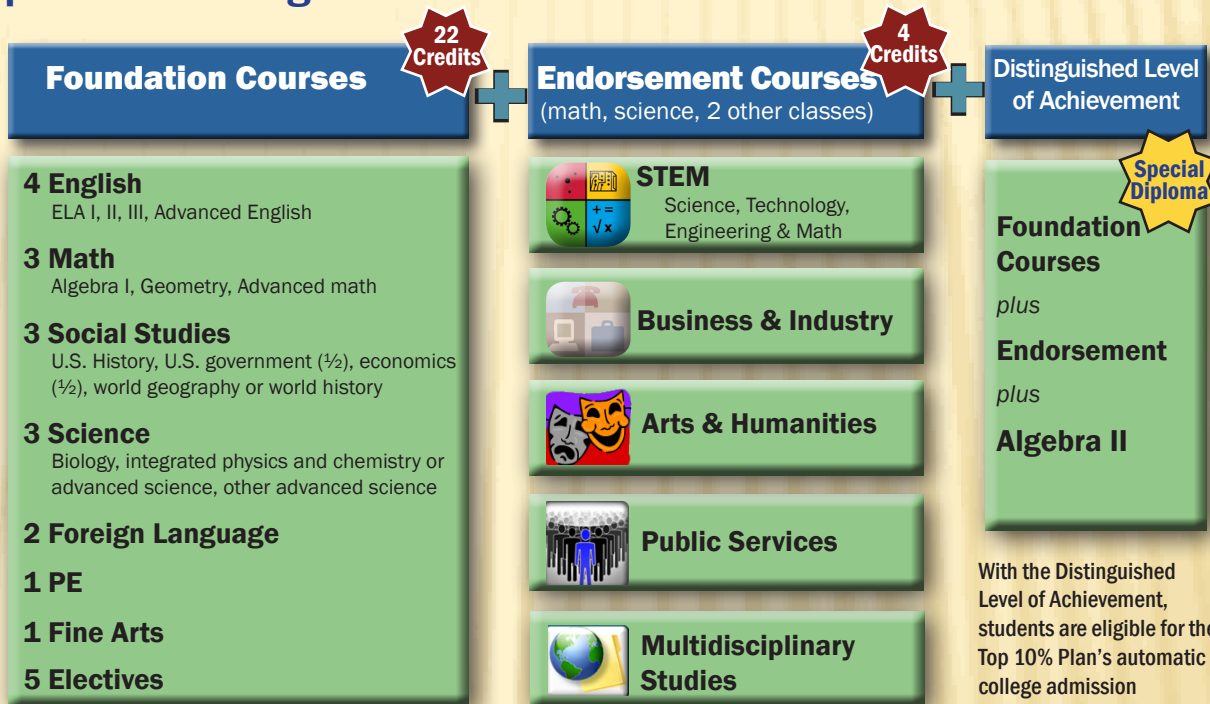 22
Credits
Foundation Courses
4 English
ELA I, II, III, Advanced English
3 Math
Algebra I, Geometry, Advanced math
3 Social Studies
U.S. History, U.S. government (½), economics
(½), world geography or world history
3 Science
Biology, integrated physics and chemistry or
advanced science, other advanced science
2 Foreign Language
1 PE
1 Fine Arts
5 Electives
4
Credits
Endorsement Courses
(math, science, 2 other classes)
STEM
Science, Technology,
Engineering & Math
+ =
√x
Business & Industry
Arts & Humanities
Public Services
Multidisciplinary
Studies
Distinguished Level
of Achievement
Special
Diploma
Foundation
Courses
plus
Endorsement
plus
Algebra II
With the Distinguished
Level of Achievement,
students are eligible for the
Top 10% Plan's automatic
college admission